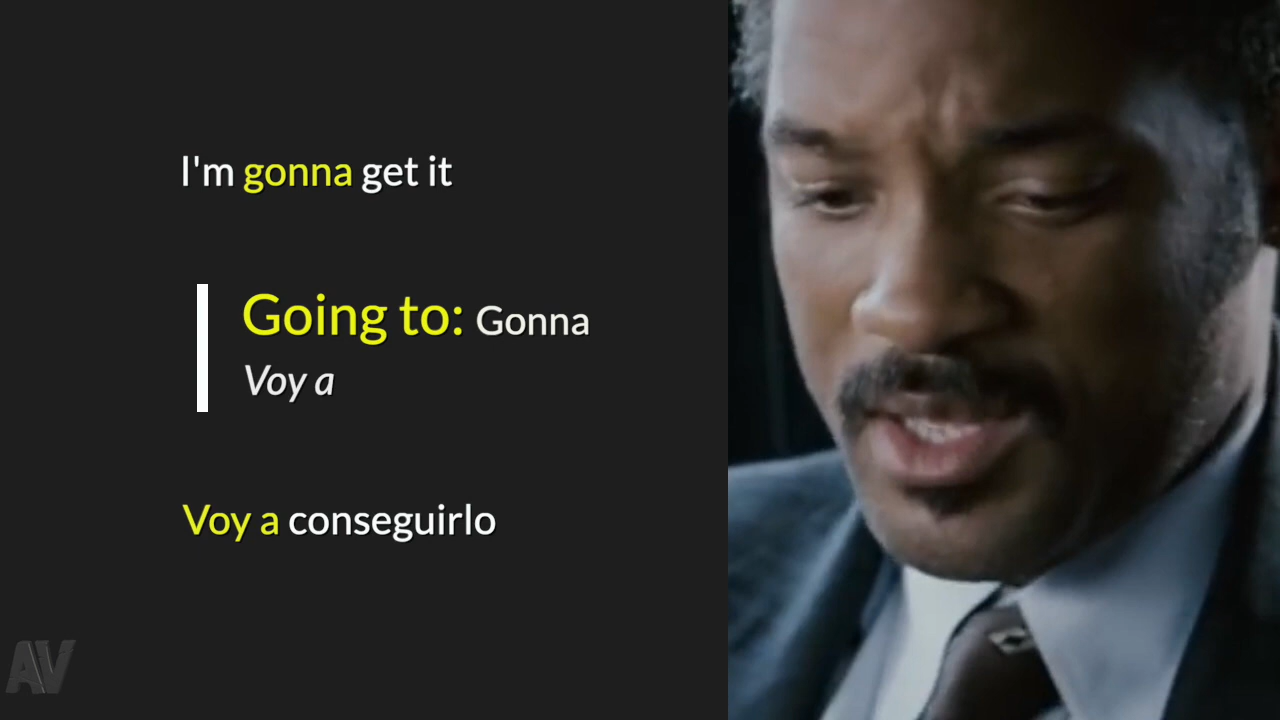 I'm gonna get it
Going to: Gonna
Voy a
Voy a conseguirlo
AV